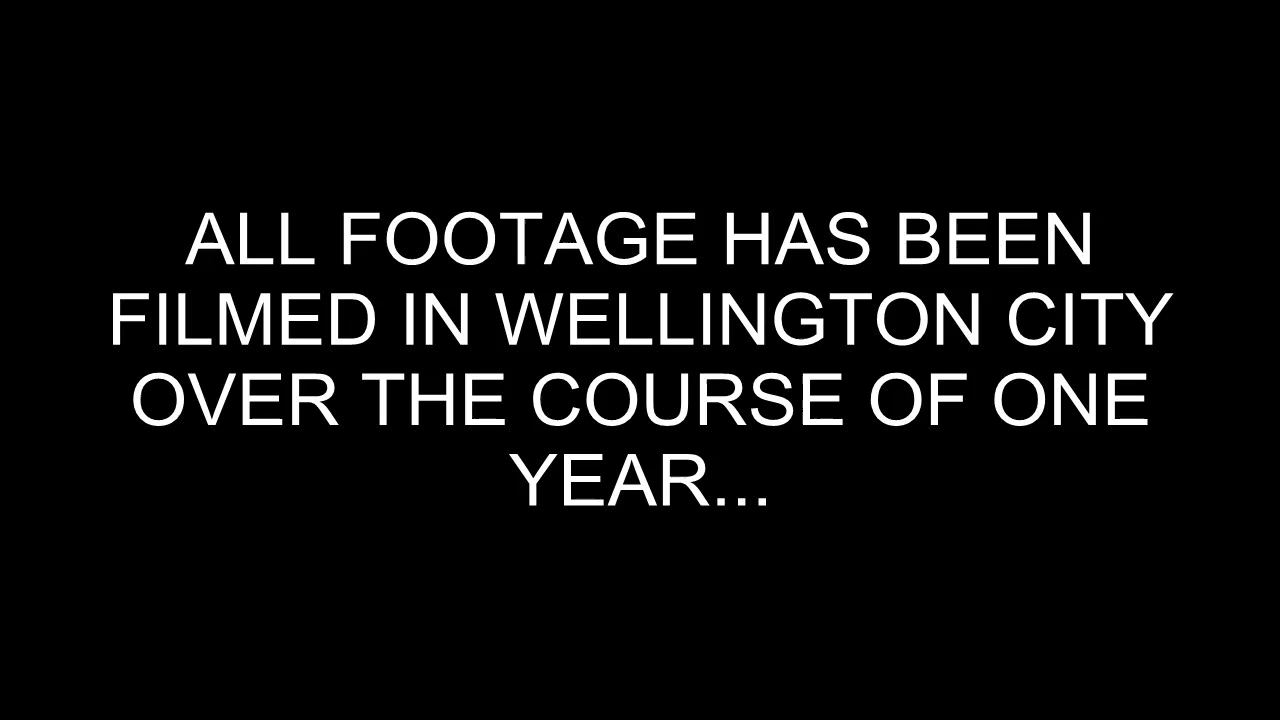 ALL FOOTAGE HAS BEEN
FILMED IN WELLINGTON CITY
OVER THE COURSE OF ONE
YEAR...